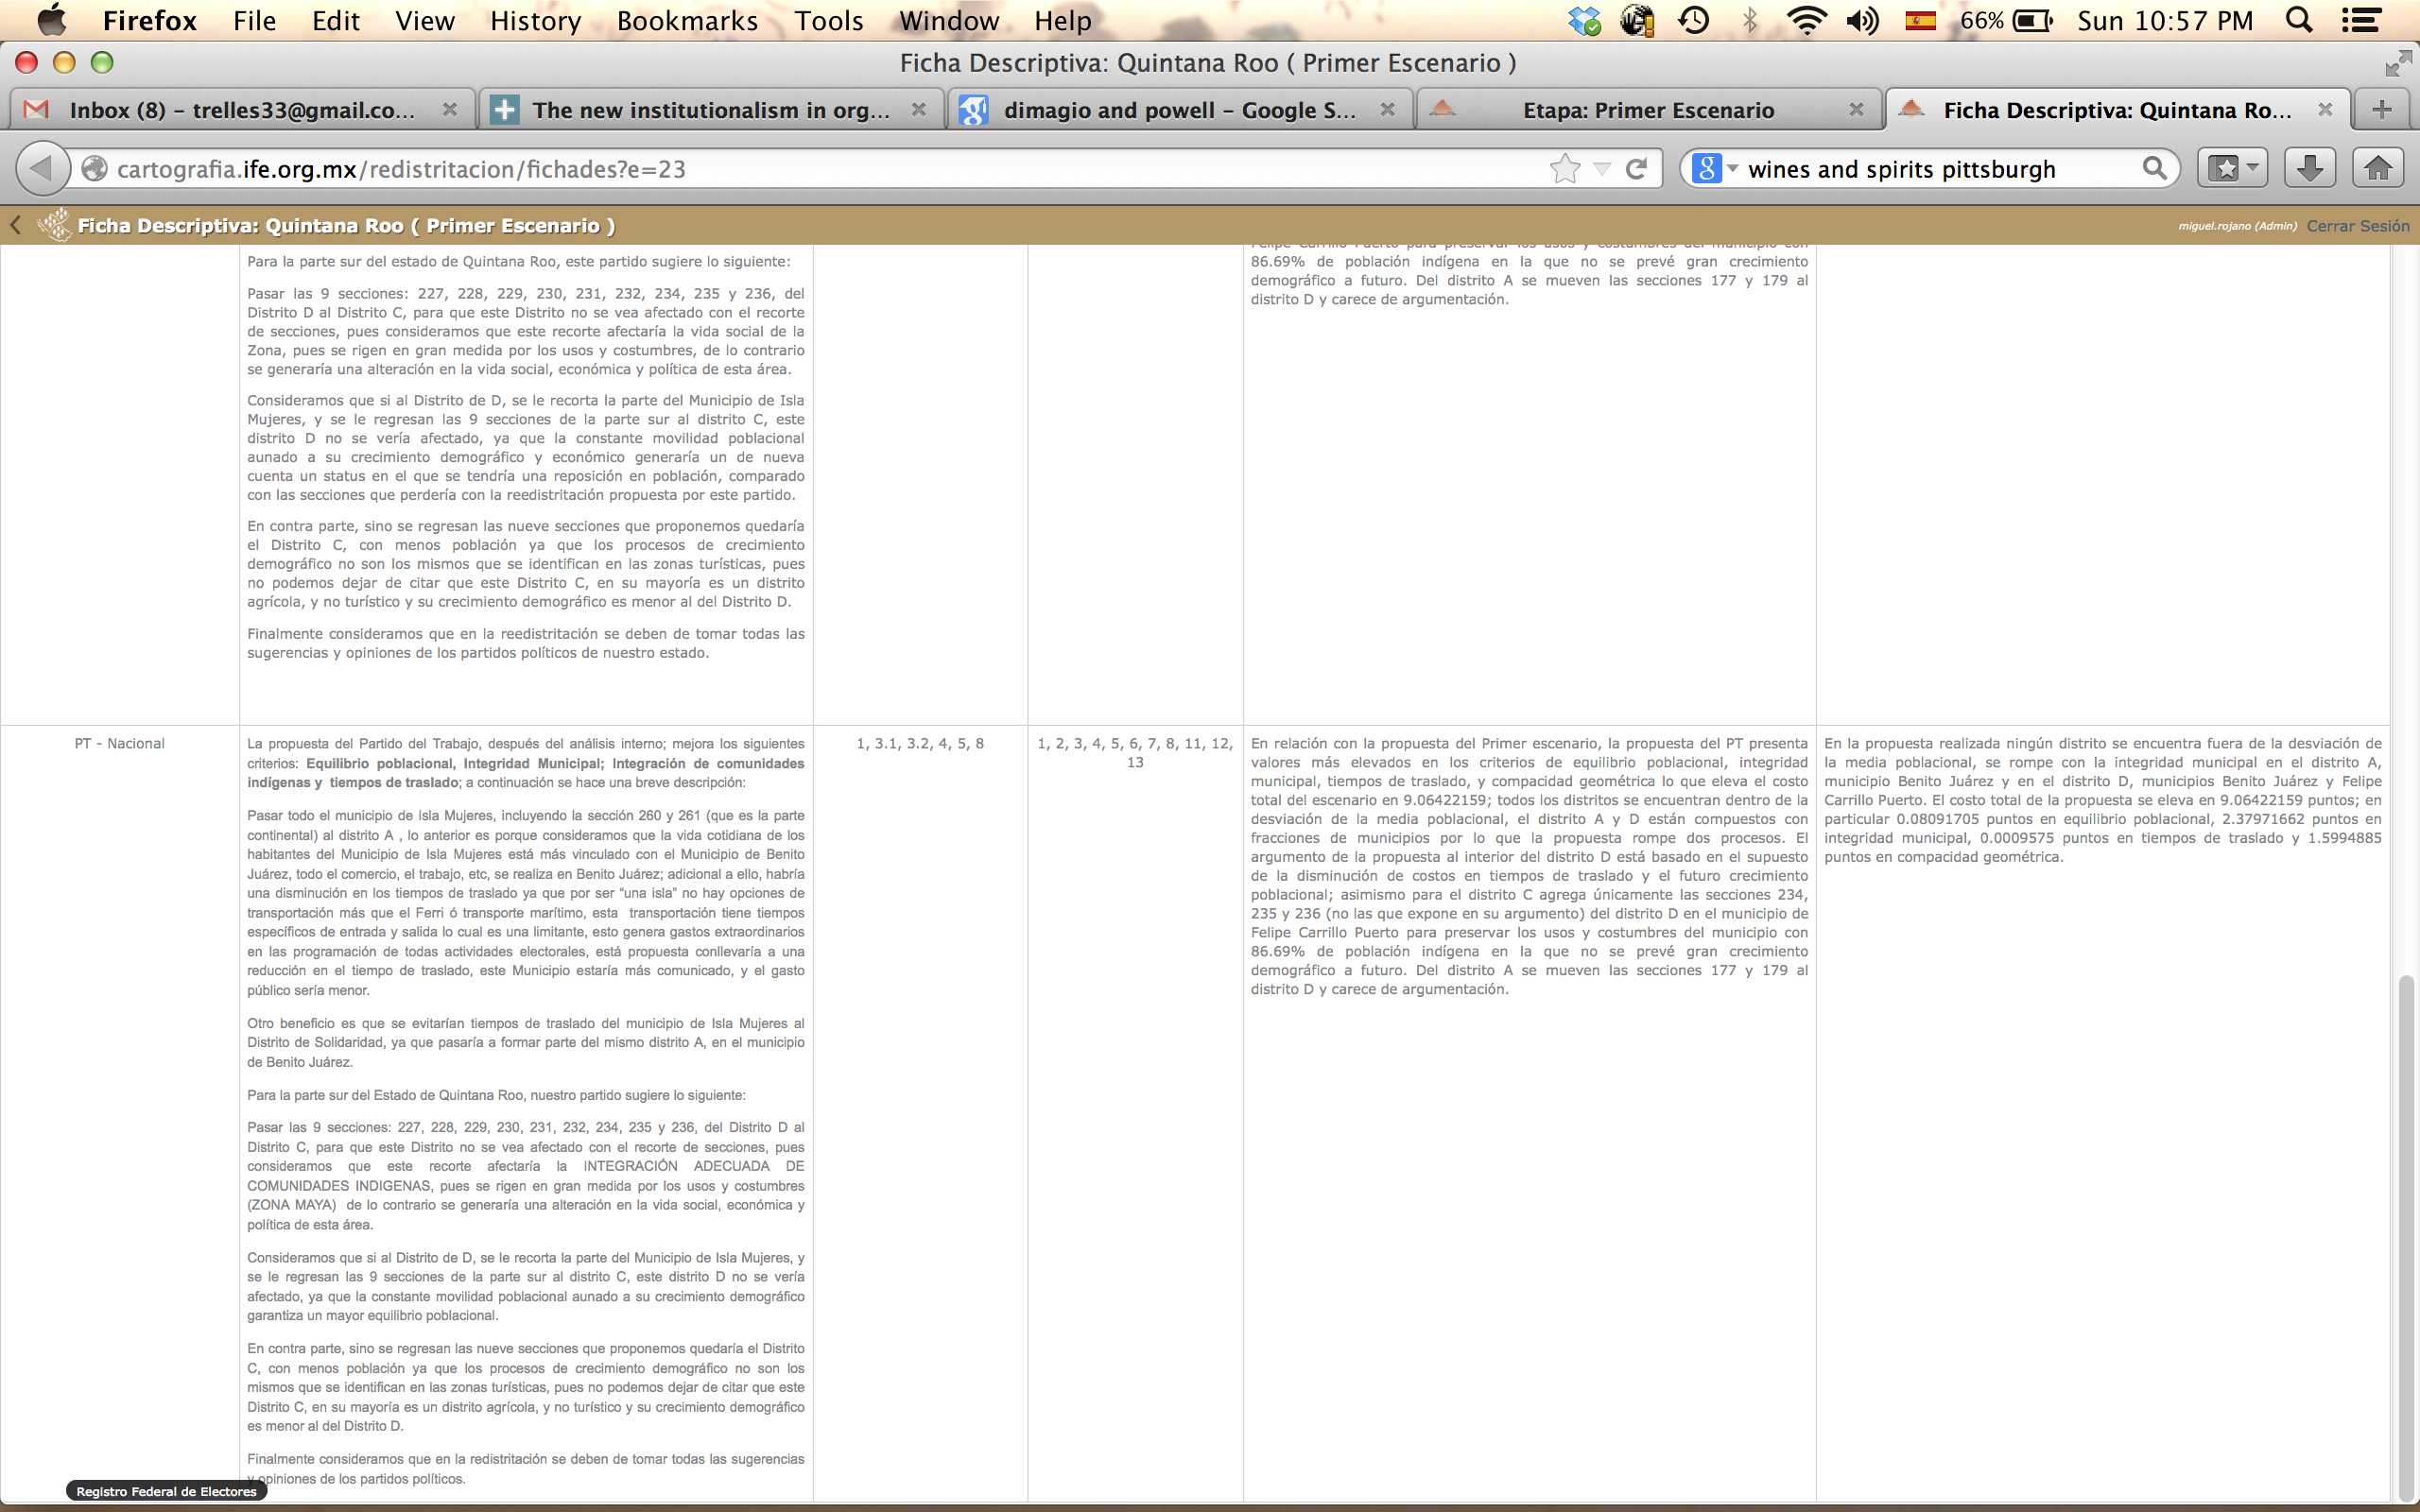 Firefox File Edit View History Bookmarks Tools Window Help 66% Sun 10:57 PM
Ficha Descriptiva: Quintana Roo ( Primer Escenario )
Inbox (8) – trelles33@gmail.co... The new institutionalism in org... dimagio and powell – Google S... Etapa: Primer Escenario Ficha Descriptiva: Quintana Ro...
cartografia.ife.org.mx/redistritacion/fichades?e=23 wines and spirits pittsburgh
Ficha Descriptiva: Quintana Roo ( Primer Escenario ) miguel.rojano (Admin) Cerrar Sesión
Para la parte sur del estado de Quintana Roo, este partido sugiere lo siguiente:
Pasar las 9 secciones: 227, 228, 229, 230, 231, 232, 234, 235 y 236, del
Distrito D al Distrito C, para que este Distrito no se vea afectado con el recorte
de secciones, pues consideramos que este recorte afectaría la vida social de la
Zona, pues se rigen en gran medida por los usos y costumbres, de lo contrario
se generaría una alteración en la vida social, económica y política de esta área.
Consideramos que si al Distrito de D, se le recorta la parte del Municipio de Isla
Mujeres, y se le regresan las 9 secciones de la parte sur al distrito C, este
distrito D no se vería afectado, ya que la constante movilidad poblacional
aunado a su crecimiento demográfico y económico generaría un de nueva
cuenta un status en el que se tendría una reposición en población, comparado
con las secciones que perdería con la reedistritación propuesta por este partido.
En contra parte, sino se regresan las nueve secciones que proponemos quedaría
el Distrito C, con menos población ya que los procesos de crecimiento
demográfico no son los mismos que se identifican en las zonas turísticas, pues
no podemos dejar de citar que este Distrito C, en su mayoría es un distrito
agrícola, y no turístico y su crecimiento demográfico es menor al del Distrito D.
Finalmente consideramos que en la reedistritación se deben de tomar todas las
sugerencias y opiniones de los partidos políticos de nuestro estado.
Felipe Carrillo Puerto para preservar los usos y costumbres del municipio con
86.69% de población indígena en la que no se prevé gran crecimiento
demográfico a futuro. Del distrito A se mueven las secciones 177 y 179 al
distrito D y carece de argumentación.
PT - Nacional
La propuesta del Partido del Trabajo, después del análisis interno; mejora los siguientes
criterios: Equilibrio poblacional, Integridad Municipal; Integración de comunidades
indígenas y tiempos de traslado; a continuación se hace una breve descripción:
Pasar todo el municipio de Isla Mujeres, incluyendo la sección 260 y 261 (que es la parte
continental) al distrito A , lo anterior es porque consideramos que la vida cotidiana de los
habitantes del Municipio de Isla Mujeres está más vinculado con el Municipio de Benito
Juárez, todo el comercio, el trabajo, etc, se realiza en Benito Juárez; adicional a ello, habría
una disminución en los tiempos de traslado ya que por ser “una isla” no hay opciones de
transportación más que el Ferri ó transporte marítimo, esta transportación tiene tiempos
específicos de entrada y salida lo cual es una limitante, esto genera gastos extraordinarios
en las programación de todas actividades electorales, está propuesta conllevaría a una
reducción en el tiempo de traslado, este Municipio estaría más comunicado, y el gasto
público sería menor.
Otro beneficio es que se evitarían tiempos de traslado del municipio de Isla Mujeres al
Distrito de Solidaridad, ya que pasaría a formar parte del mismo distrito A, en el municipio
de Benito Juárez.
Para la parte sur del Estado de Quintana Roo, nuestro partido sugiere lo siguiente:
Pasar las 9 secciones: 227, 228, 229, 230, 231, 232, 234, 235 y 236, del Distrito D al
Distrito C, para que este Distrito no se vea afectado con el recorte de secciones, pues
consideramos que este recorte afectaría la INTEGRACIÓN ADECUADA DE
COMUNIDADES INDIGENAS, pues se rigen en gran medida por los usos y costumbres
(ZONA MAYA) de lo contrario se generaría una alteración en la vida social, económica y
política de esta área.
Consideramos que si al Distrito de D, se le recorta la parte del Municipio de Isla Mujeres, y
se le regresan las 9 secciones de la parte sur al distrito C, este distrito D no se vería
afectado, ya que la constante movilidad poblacional aunado a su crecimiento demográfico
garantiza un mayor equilibrio poblacional.
En contra parte, sino se regresan las nueve secciones que proponemos quedaría el Distrito
C, con menos población ya que los procesos de crecimiento demográfico no son los
mismos que se identifican en las zonas turísticas, pues no podemos dejar de citar que este
Distrito C, en su mayoría es un distrito agrícola, y no turístico y su crecimiento demográfico
es menor al del Distrito D.
Finalmente consideramos que en la redistritación se deben de tomar todas las sugerencias
y opiniones de los partidos políticos.
1, 3.1, 3.2, 4, 5, 8
1, 2, 3, 4, 5, 6, 7, 8, 11, 12,
13
En relación con la propuesta del Primer escenario, la propuesta del PT presenta
valores más elevados en los criterios de equilibrio poblacional, integridad
municipal, tiempos de traslado, y compacidad geométrica lo que eleva el costo
total del escenario en 9.06422159; todos los distritos se encuentran dentro de la
desviación de la media poblacional, el distrito A y D están compuestos con
fracciones de municipios por lo que la propuesta rompe dos procesos. El
argumento de la propuesta al interior del distrito D está basado en el supuesto
de la disminución de costos en tiempos de traslado y el futuro crecimiento
poblacional; asimismo para el distrito C agrega únicamente las secciones 234,
235 y 236 (no las que expone en su argumento) del distrito D en el municipio de
Felipe Carrillo Puerto para preservar los usos y costumbres del municipio con
86.69% de población indígena en la que no se prevé gran crecimiento
demográfico a futuro. Del distrito A se mueven las secciones 177 y 179 al
distrito D y carece de argumentación.
En la propuesta realizada ningún distrito se encuentra fuera de la desviación de
la media poblacional, se rompe con la integridad municipal en el distrito A,
municipio Benito Juárez y en el distrito D, municipios Benito Juárez y Felipe
Carrillo Puerto. El costo total de la propuesta se eleva en 9.06422159 puntos; en
particular 0.08091705 puntos en equilibrio poblacional, 2.37971662 puntos en
integridad municipal, 0.0009575 puntos en tiempos de traslado y 1.5994885
puntos en compacidad geométrica.
Registro Federal de Electores